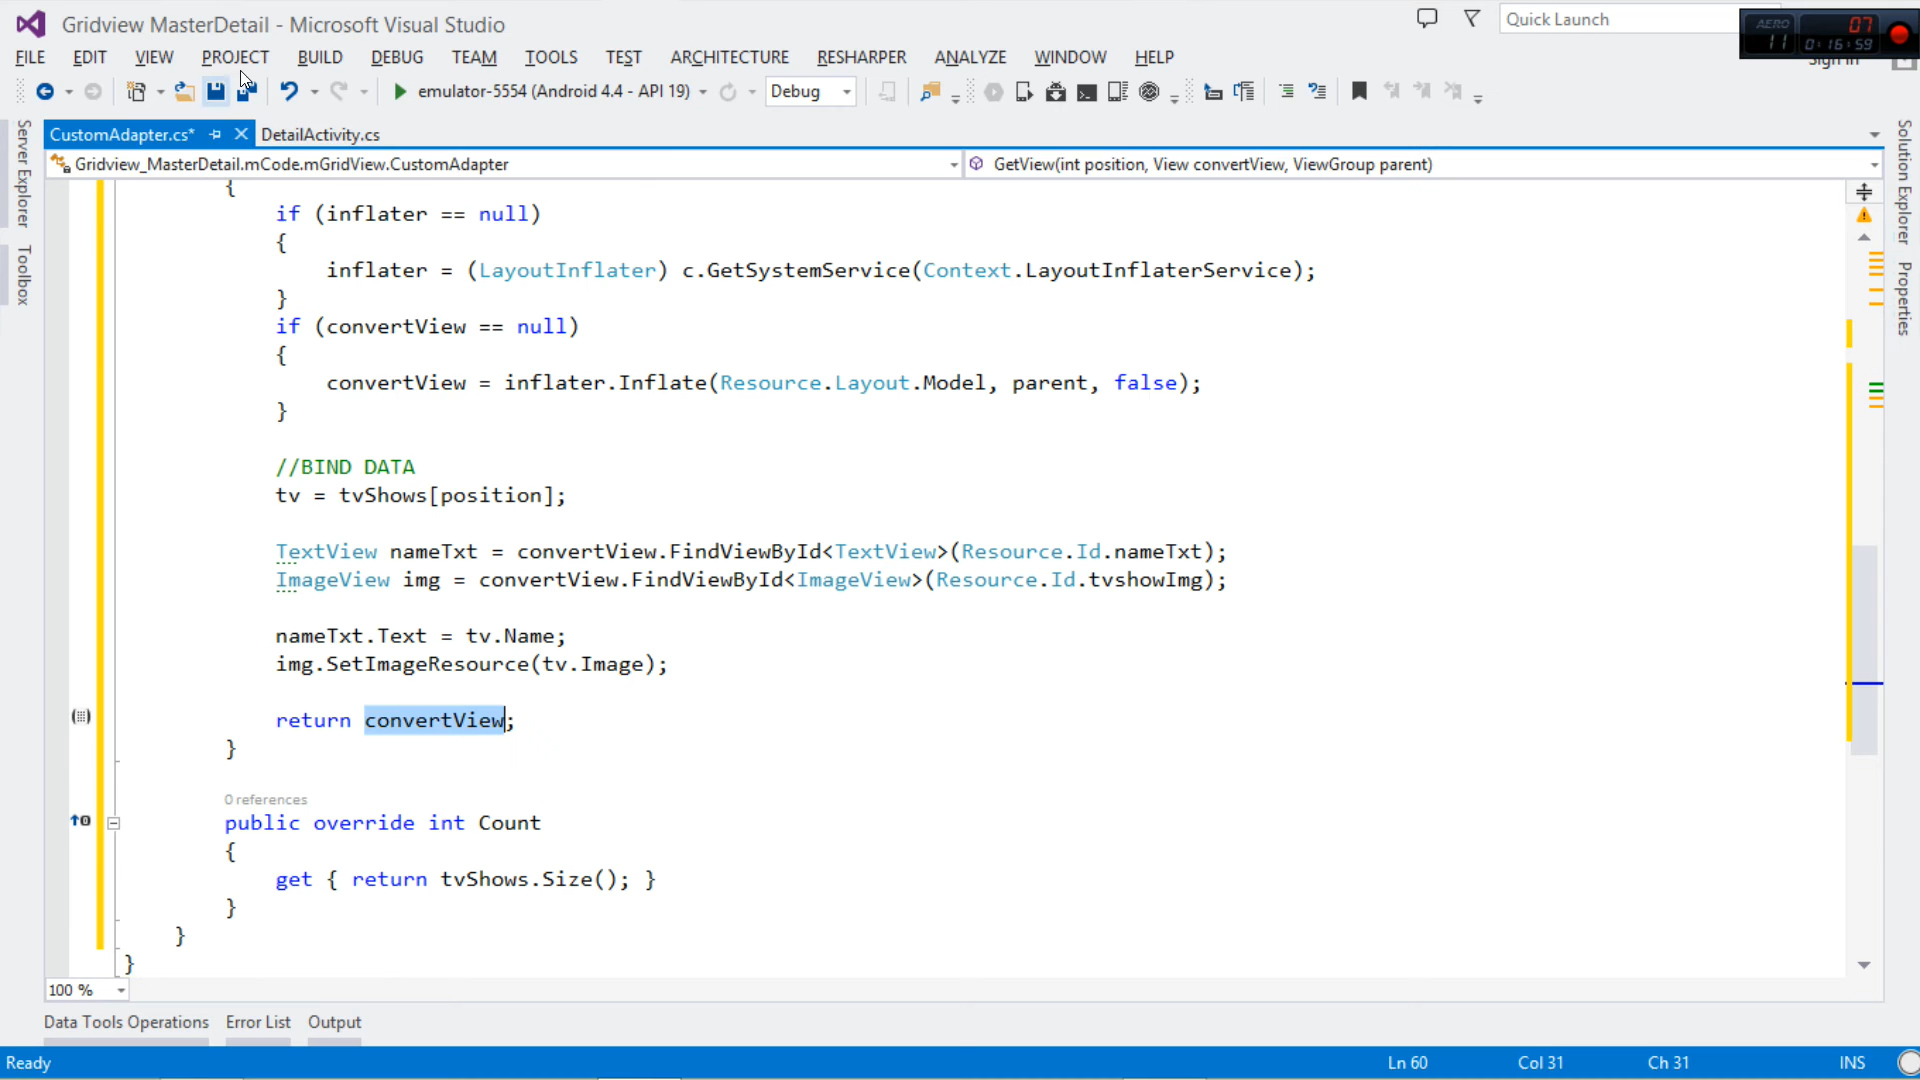 Gridview MasterDetail - Microsoft Visual Studio
Quick Launch
AERO 07
11 0:16:59
FILE EDIT VIEW PROJECT BUILD DEBUG TEAM TOOLS TEST ARCHITECTURE RESHARPER ANALYZE WINDOW HELP
emulator-5554 (Android 4.4 - API 19) Debug
CustomAdapter.cs* DetailActivity.cs
Gridview_MasterDetail.mCode.mGridView.CustomAdapter GetView(int position, View convertView, ViewGroup parent)
Server Explorer
Toolbox
Solution Explorer
Properties
{
if (inflater == null)
{
inflater = (LayoutInflater) c.GetSystemService(Context.LayoutInflaterService);
}
if (convertView == null)
{
convertView = inflater.Inflate(Resource.Layout.Model, parent, false);
}
//BIND DATA
tv = tvShows[position];
TextView nameTxt = convertView.FindViewById<TextView>(Resource.Id.nameTxt);
ImageView img = convertView.FindViewById<ImageView>(Resource.Id.tvshowImg);
nameTxt.Text = tv.Name;
img.SetImageResource(tv.Image);
return convertView;
}
0 references
public override int Count
{
get { return tvShows.Size(); }
}
}
}
100 %
Data Tools Operations Error List Output
Ready Ln 60 Col 31 Ch 31 INS